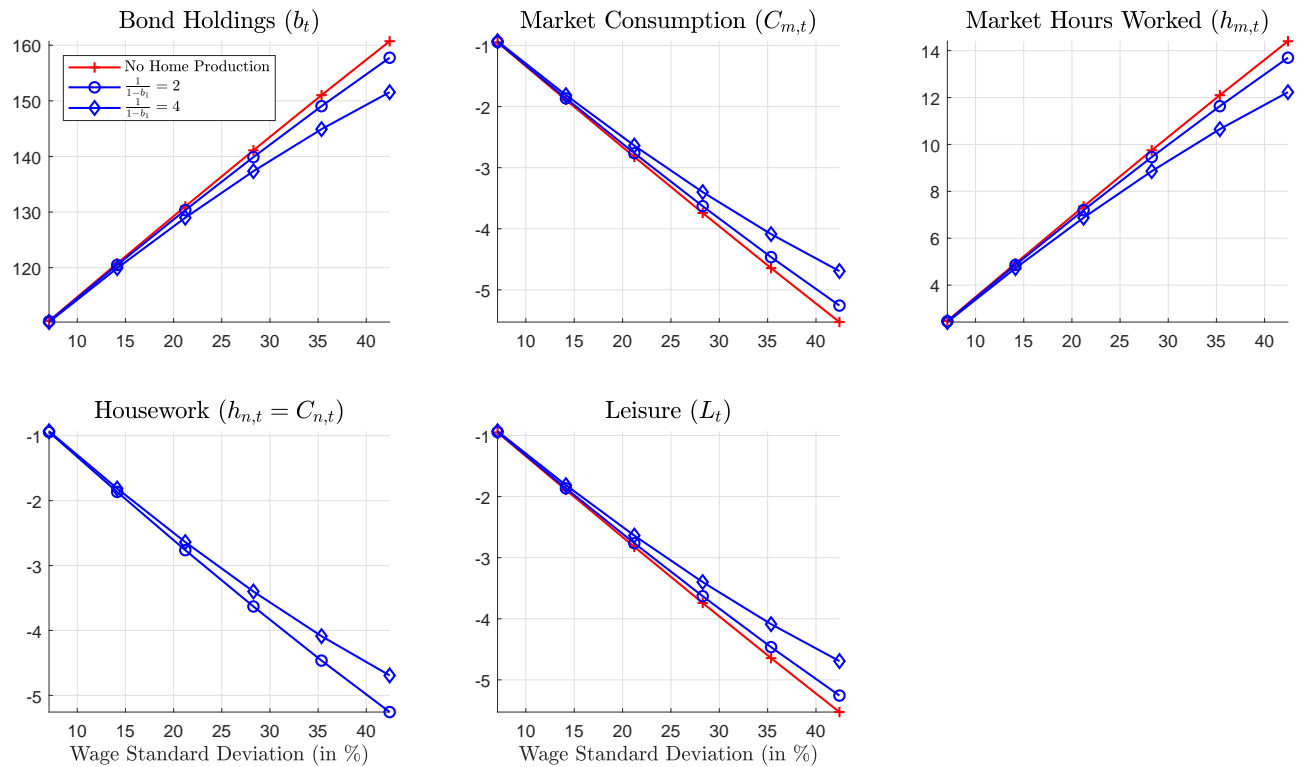 Bond Holdings (b_t)
160
150
140
130
120
No Home Production
1/(1−b_1) = 2
1/(1−b_1) = 4
10 15 20 25 30 35 40
Market Consumption (C_{m,t})
-1
-2
-3
-4
-5
10 15 20 25 30 35 40
Market Hours Worked (h_{m,t})
14
12
10
8
6
4
10 15 20 25 30 35 40
Housework (h_{n,t} = C_{n,t})
-1
-2
-3
-4
-5
10 15 20 25 30 35 40
Wage Standard Deviation (in %)
Leisure (L_t)
-1
-2
-3
-4
-5
10 15 20 25 30 35 40
Wage Standard Deviation (in %)